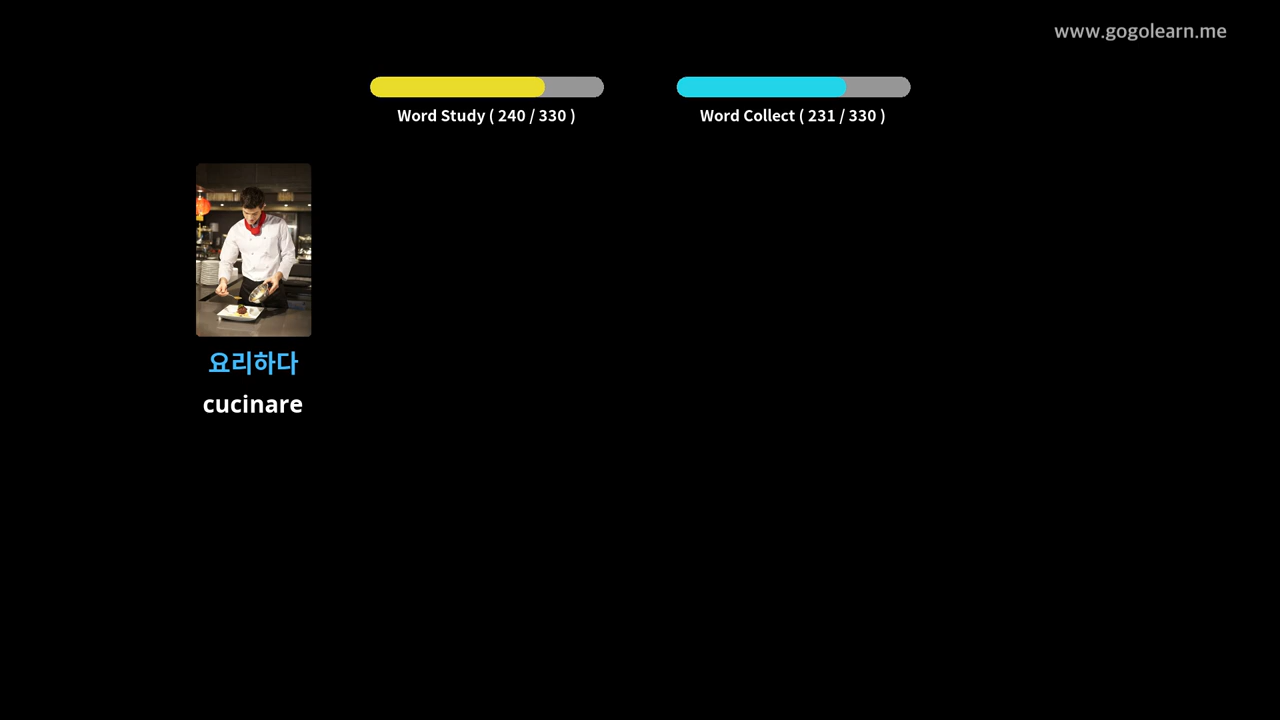 www.gogolearn.me
Word Study ( 240 / 330 )
Word Collect ( 231 / 330 )
요리하다
cucinare